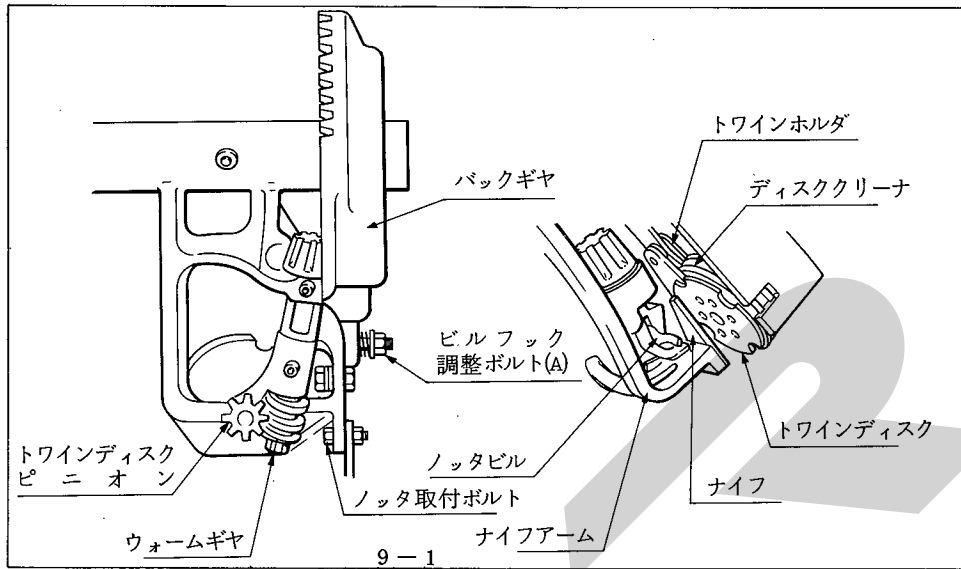 トワインホルダ
ディスククリーナ
バックギヤ
ビルフック
調整ボルト(A)
トワインディスク
ピニオン
ノッタビル
トワインディスク
ナイフ
ノッタ取付ボルト
ウォームギヤ
ナイフアーム
9－1